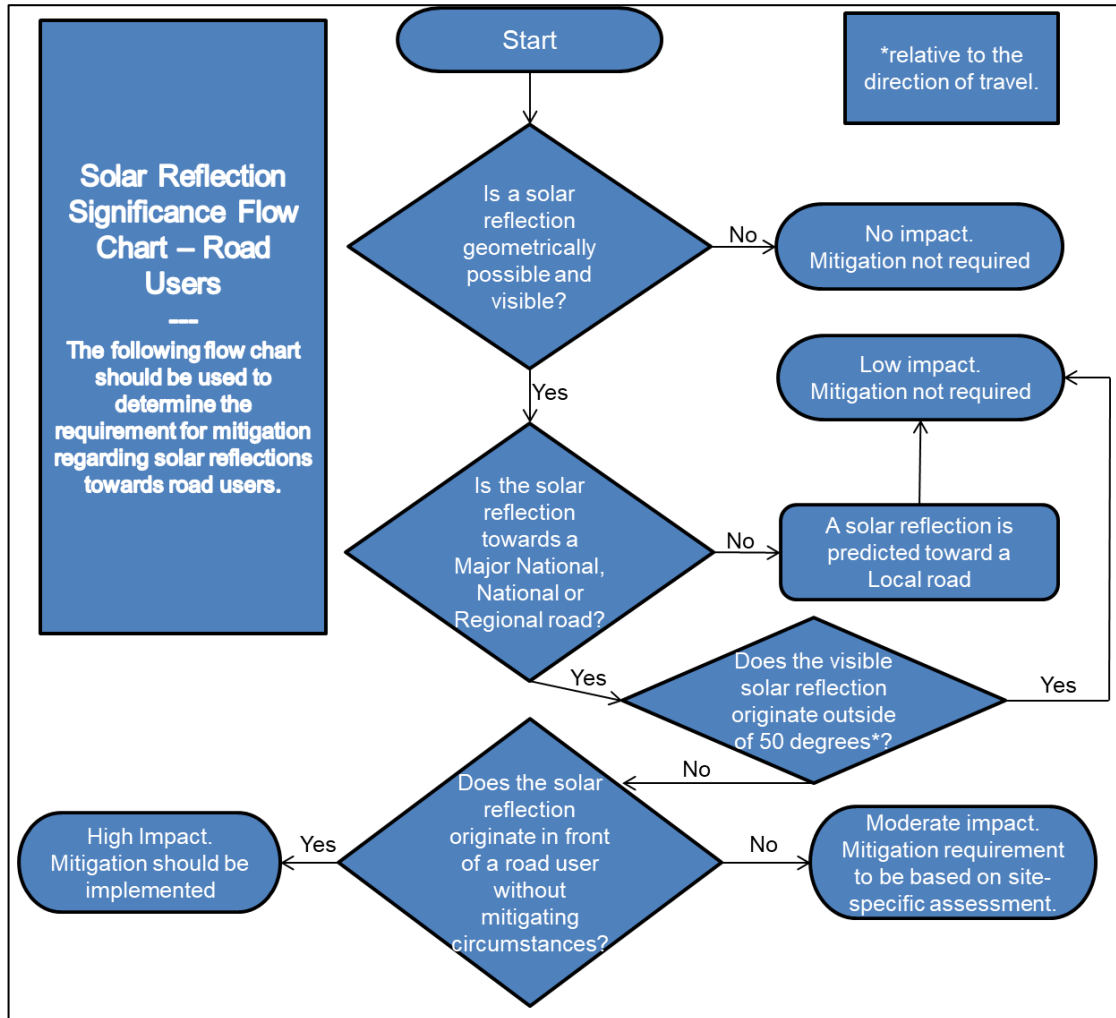 Start
*relative to the
direction of travel.
Solar Reflection
Significance Flow
Chart – Road
Users
---
The following flow chart
should be used to
determine the
requirement for mitigation
regarding solar reflections
towards road users.
Is a solar
reflection
geometrically
possible and
visible?
No
No impact.
Mitigation not required
Yes
Low impact.
Mitigation not required
Is the solar
reflection
towards a
Major National,
National or
Regional road?
No
A solar reflection is
predicted toward a
Local road
Yes
Does the visible
solar reflection
originate outside
of 50 degrees*?
Yes
No
Does the solar
reflection
originate in front
of a road user
without
mitigating
circumstances?
Yes
High Impact.
Mitigation should be
implemented
No
Moderate impact.
Mitigation requirement
to be based on site-
specific assessment.